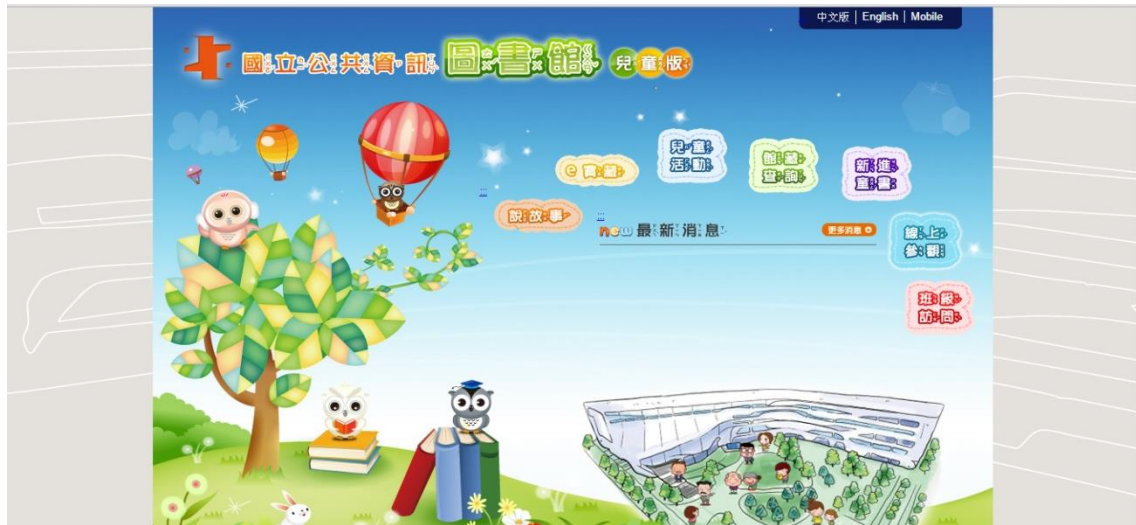 中文版 | English | Mobile
國立公共資訊圖書館 兒童版
e 寶藏
兒童
活動
館藏
查詢
新進
童書
說故事
new 最新消息
更多消息
線上
參觀
班級
訪問